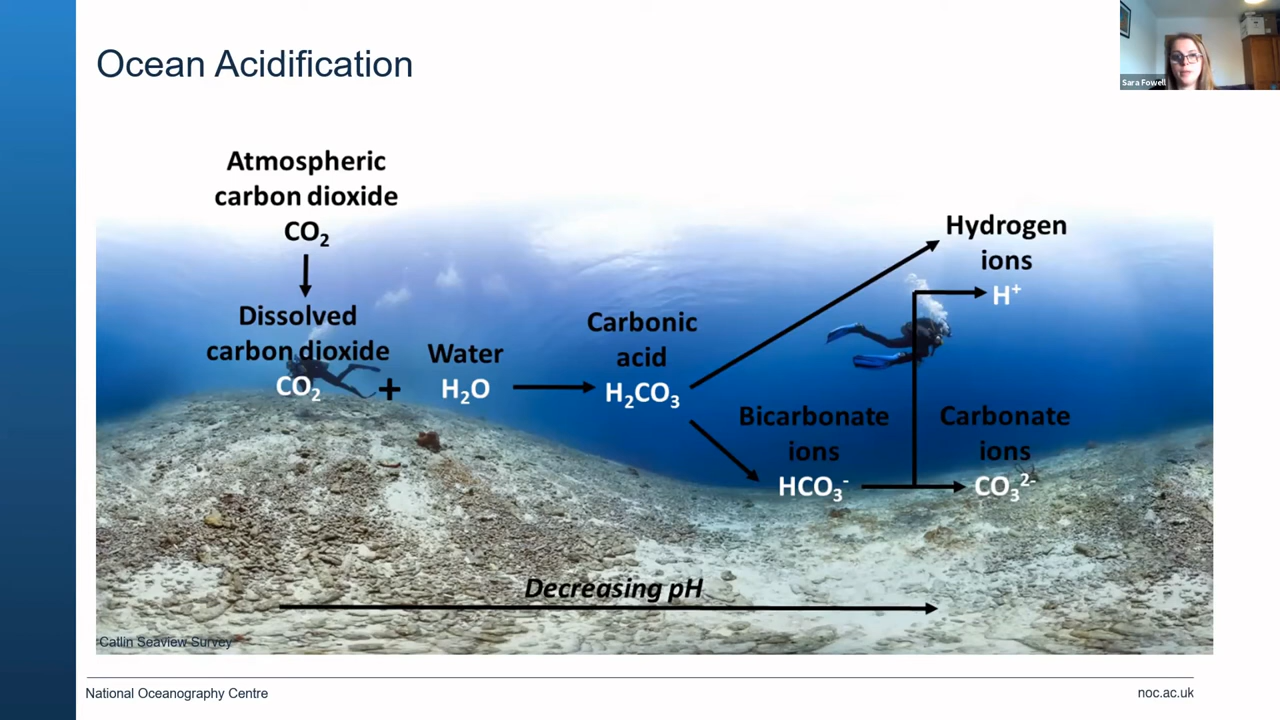 Ocean Acidification
Sara Fowell
Atmospheric
carbon dioxide
CO₂
Dissolved
carbon dioxide
CO₂
+
Water
H₂O
Carbonic
acid
H₂CO₃
Hydrogen
ions
H⁺
Bicarbonate
ions
HCO₃⁻
Carbonate
ions
CO₃²⁻
Decreasing pH
Catlin Seaview Survey
National Oceanography Centre
noc.ac.uk